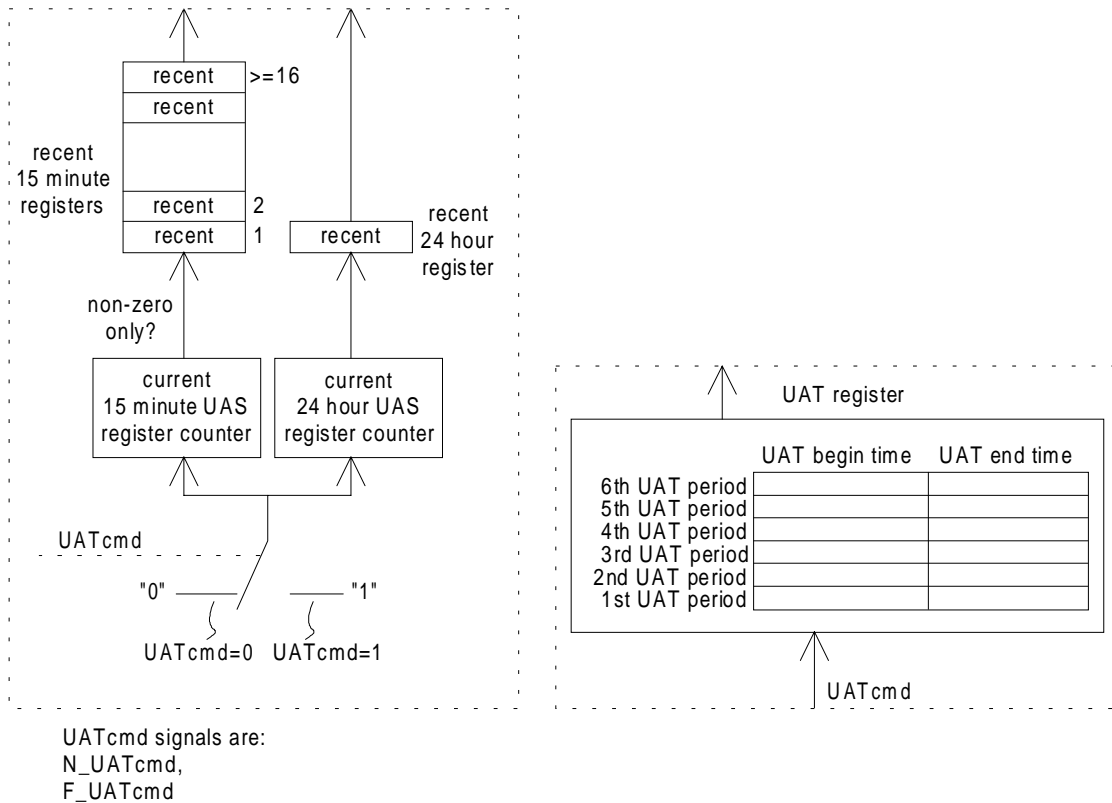 recent >=16
recent
recent
15 minute
registers
recent 2
recent 1
recent
recent
24 hour
register
non-zero
only?
current
15 minute UAS
register counter
current
24 hour UAS
register counter
UATcmd
"0"
"1"
UATcmd=0
UATcmd=1
UAT register
UAT begin time UAT end time
6th UAT period
5th UAT period
4th UAT period
3rd UAT period
2nd UAT period
1st UAT period
UATcmd
UATcmd signals are:
N_UATcmd,
F_UATcmd